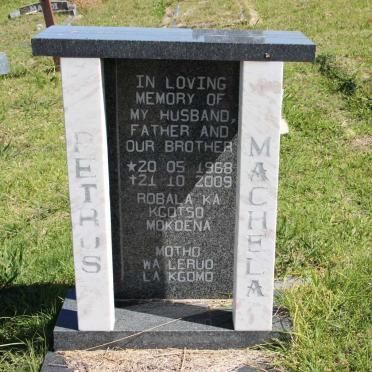 PETRUS
IN LOVING
MEMORY OF
MY HUSBAND,
FATHER AND
OUR BROTHER
★20 05 1968
†21 10 2009
ROBALA KA
KGOTSO
MOKOENA
MOTHO
WA LERUO
LA KGOMO
MACHELA